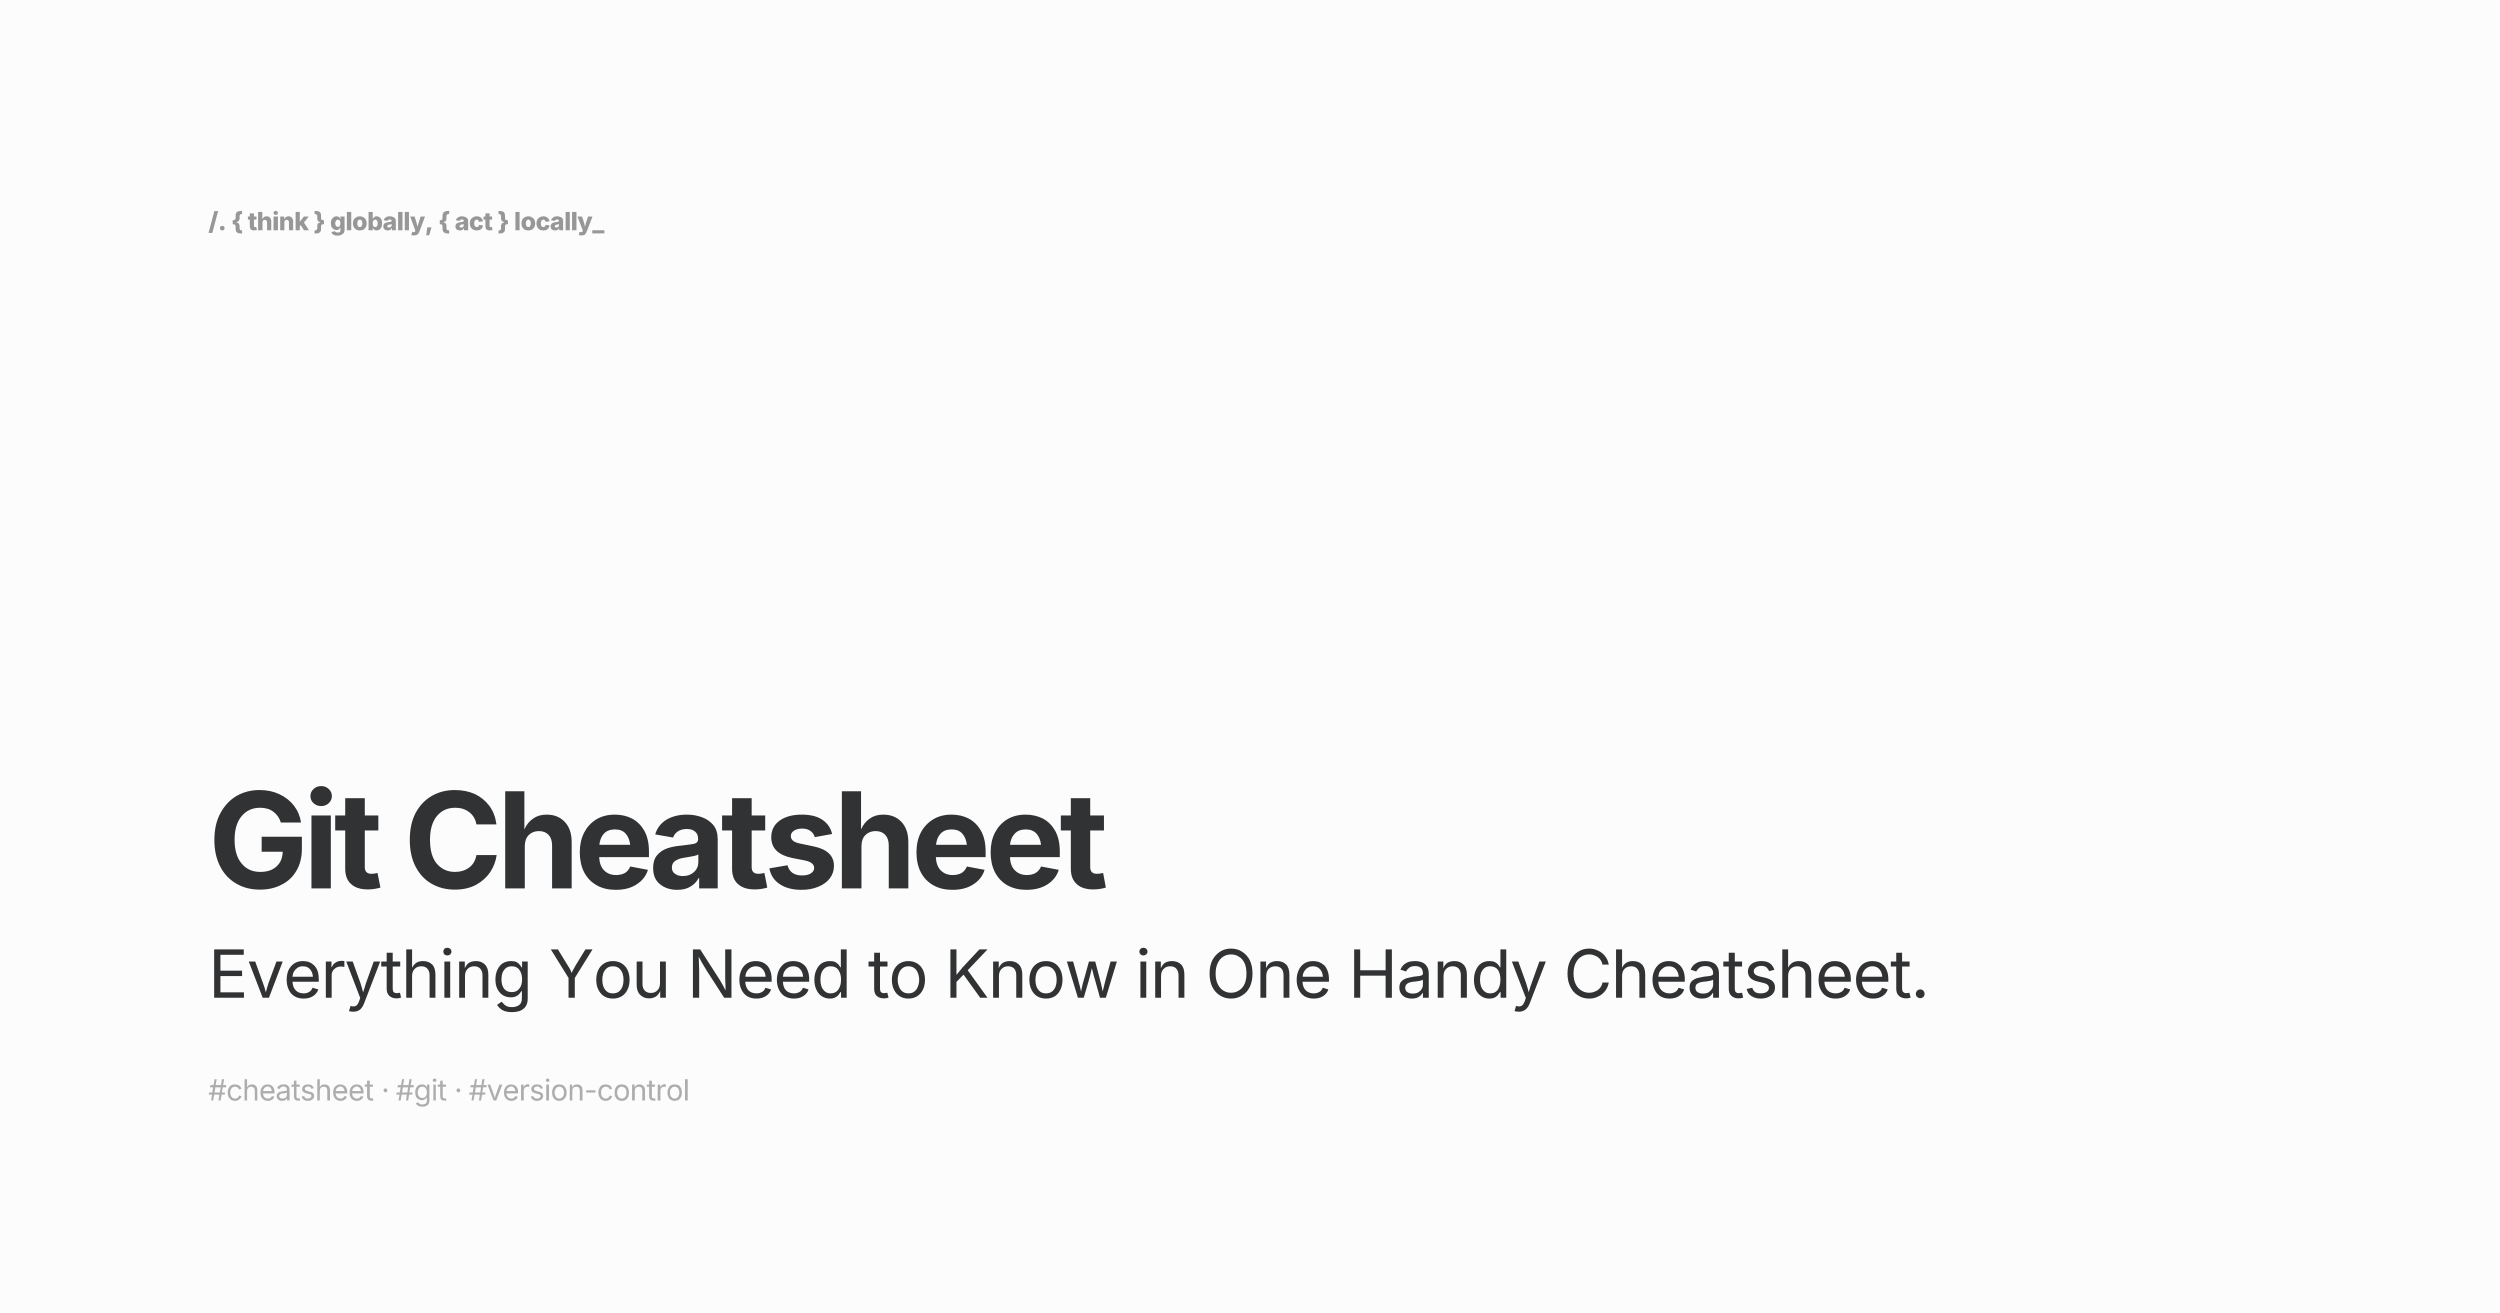 /. {think} globally, {act} locally_
Git Cheatsheet
Everything You Need to Know in One Handy Cheatsheet.
#cheatsheet • #git • #version-control